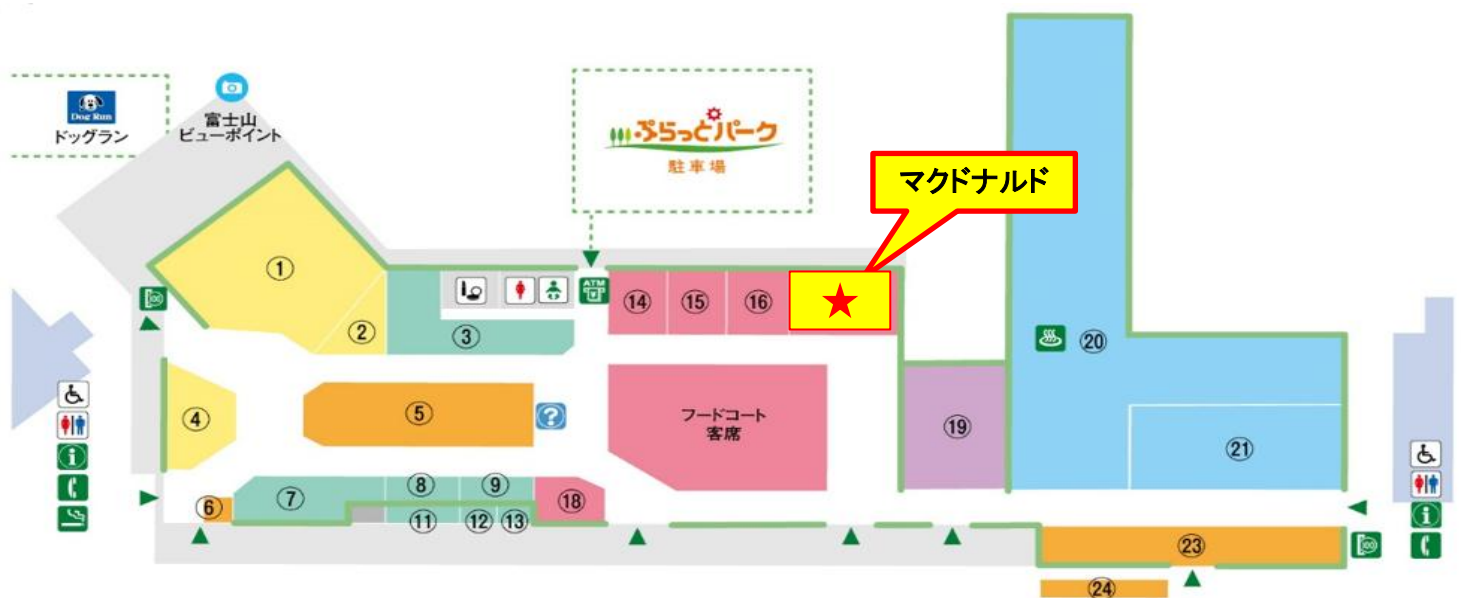 Dog Run
ドッグラン
富士山
ビューポイント
ぷらっとパーク
駐車場
マクドナルド
①
②
③
ATM
⑭
⑮
⑯
④
⑤
?
フードコート
客席
⑲
⑳
㉑
⑥
⑦
⑧
⑨
⑪
⑫
⑬
⑱
㉓
㉔
i
i
100
100